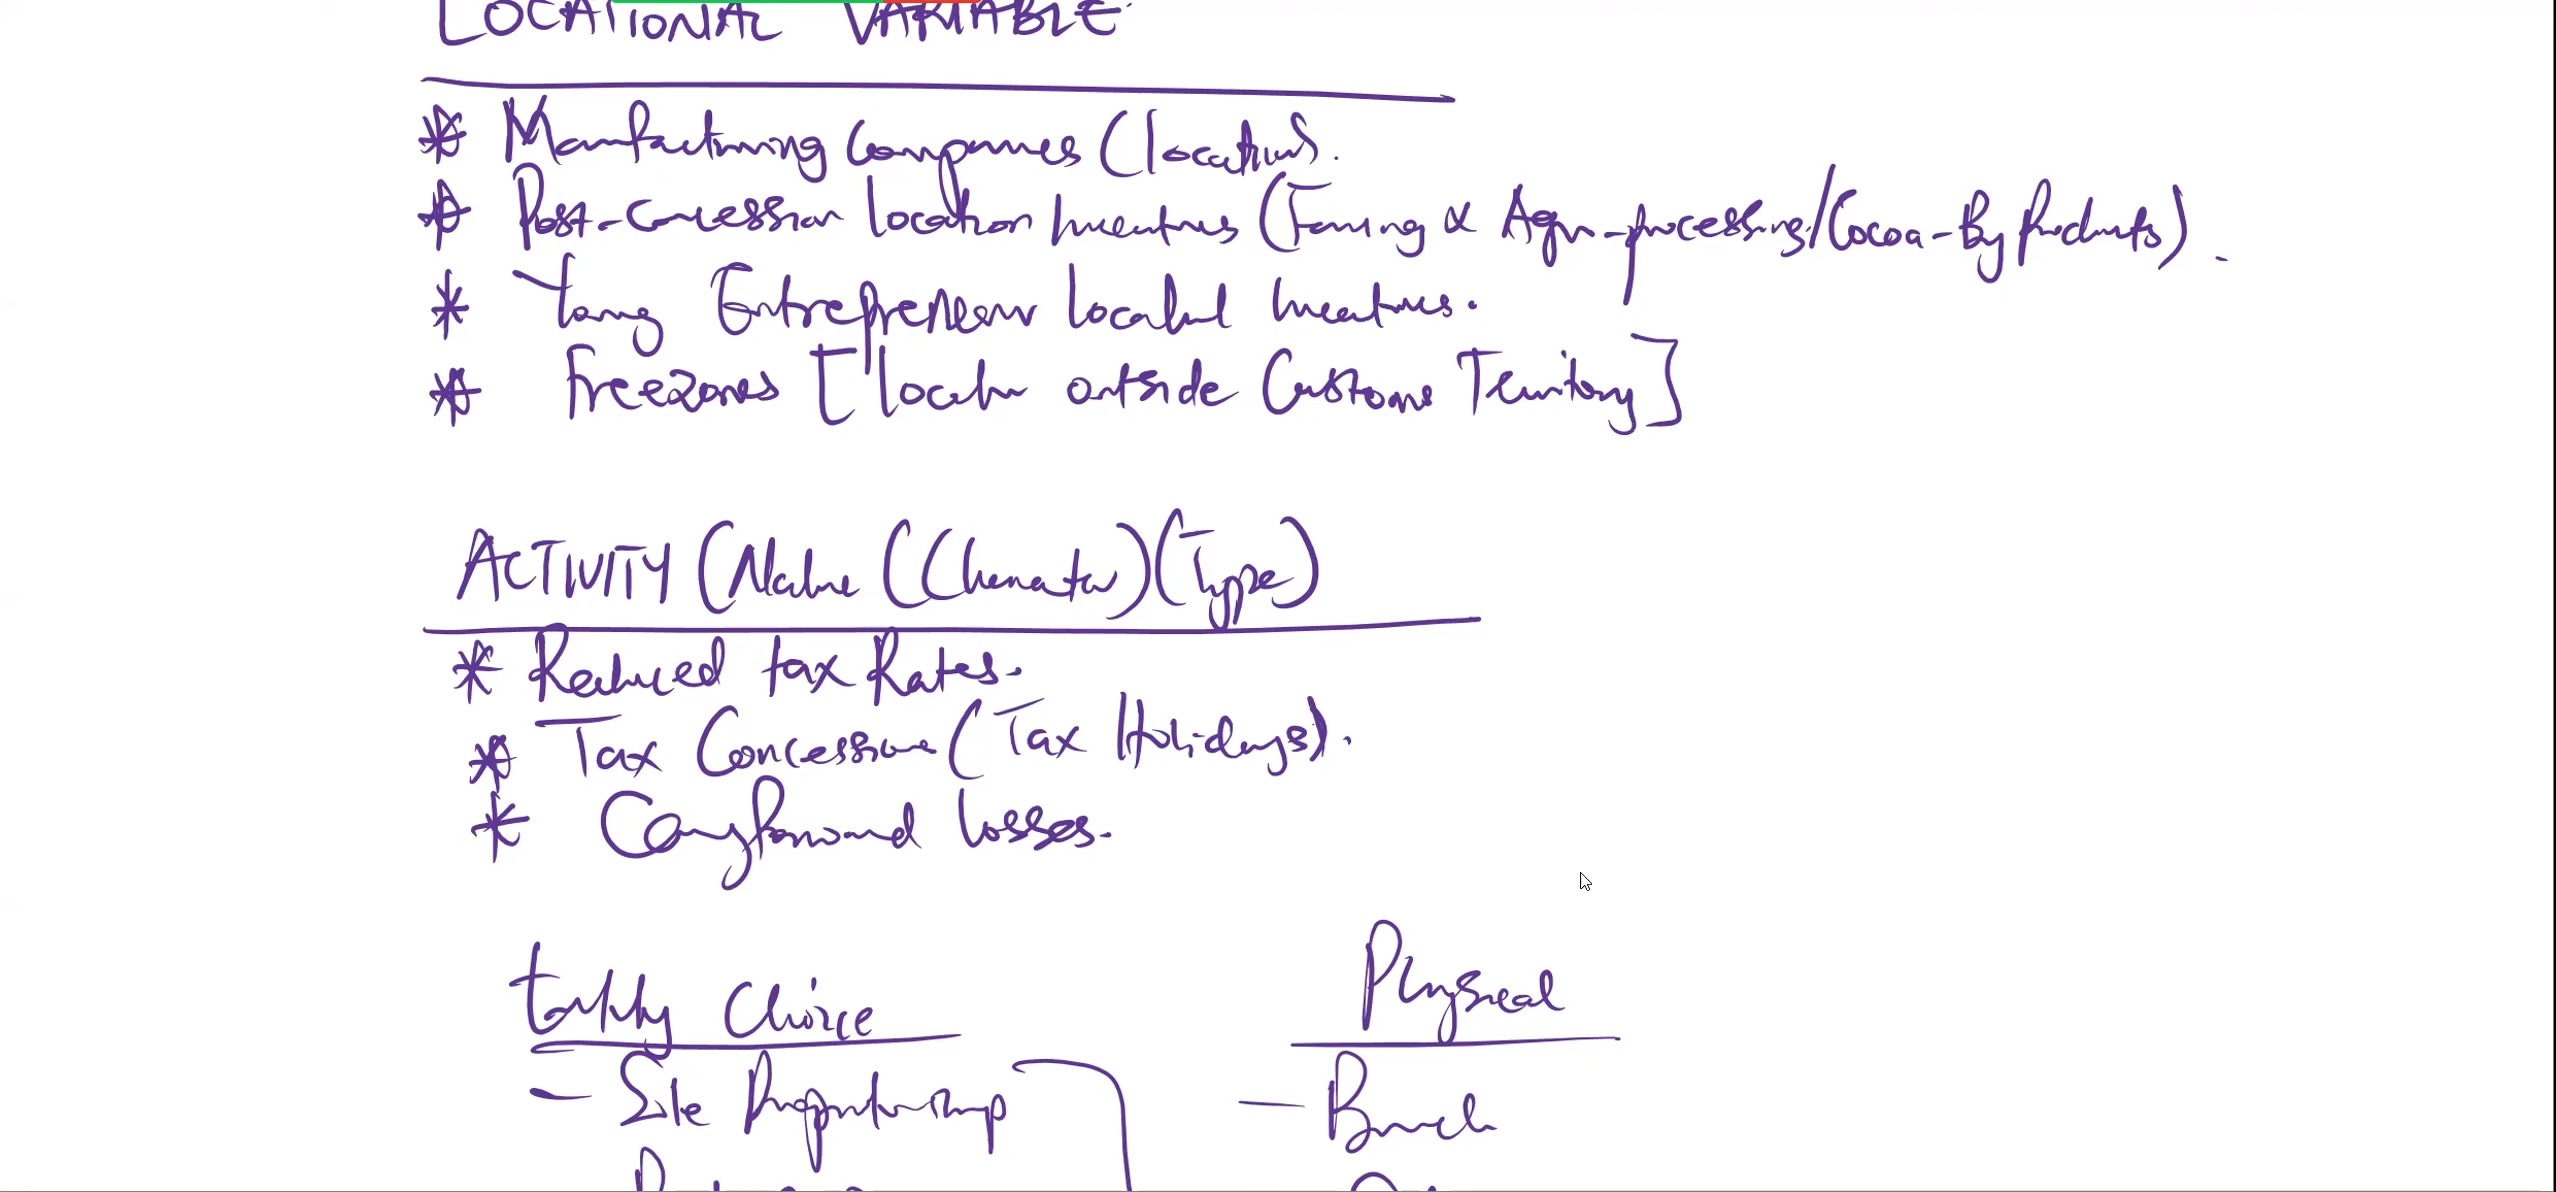 LOCATIONAL VARIABLE
* Manufacturing Companies (locations).
* Post-concession location Incentives (Farming & Agro-processing/Cocoa-By Products).
* Young Entrepreneur locational Incentives.
* Freezones [location outside Customs Territory]
ACTIVITY (Nature (Character) (Type)
* Reduced tax Rates.
* Tax Concessions (Tax Holidays).
* Carryforward losses.
Entity Choice
Physical
- Sole Proprietorship
- Branch